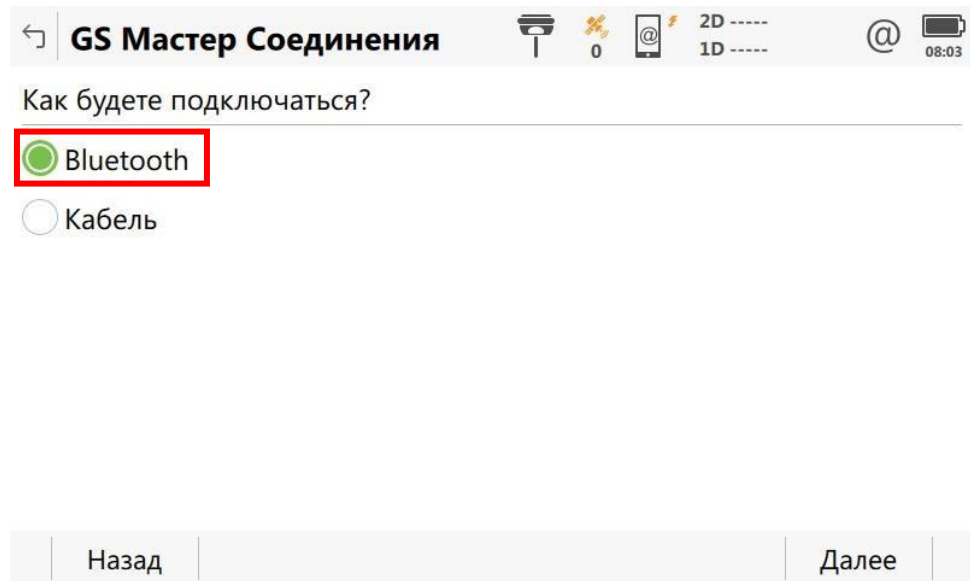 GS Мастер Соединения
0
@
2D -----
1D -----
@
08:03
Как будете подключаться?
Bluetooth
Кабель
Назад
Далее